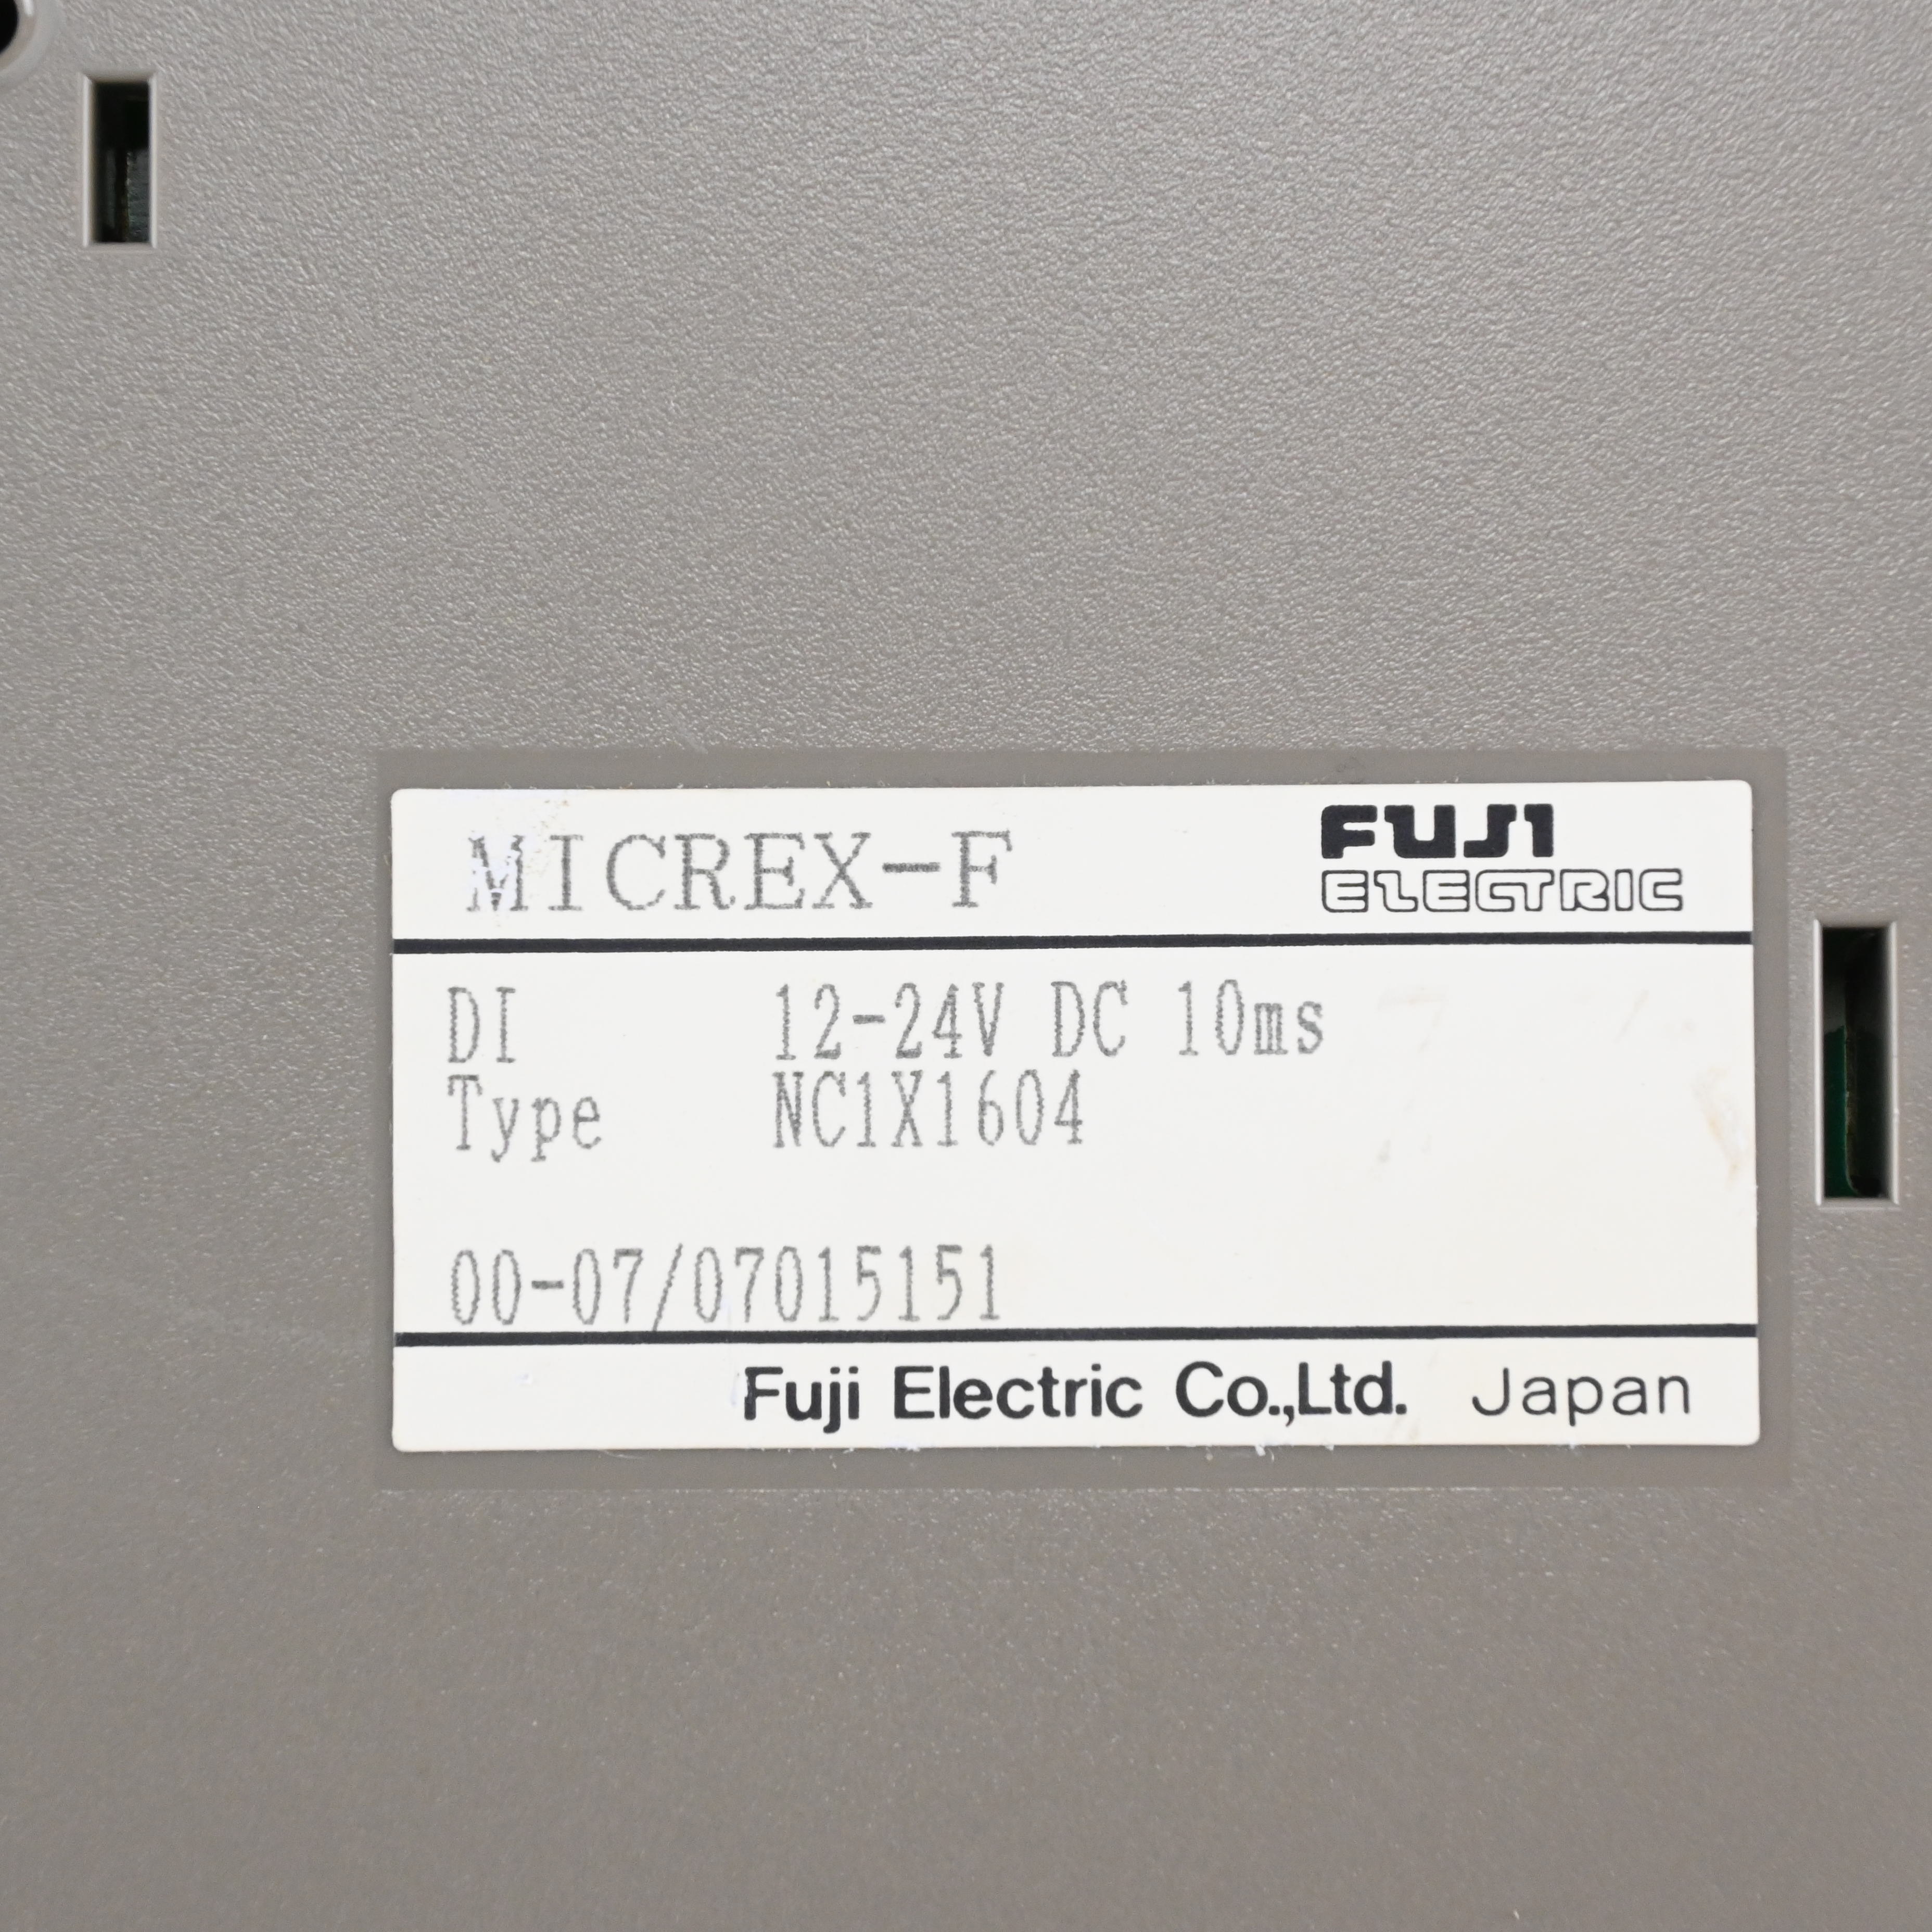 MICREX-F
FUJI
ELECTRIC
DI 12-24V DC 10ms
Type NC1X1604
00-07/07015151
Fuji Electric Co.,Ltd. Japan